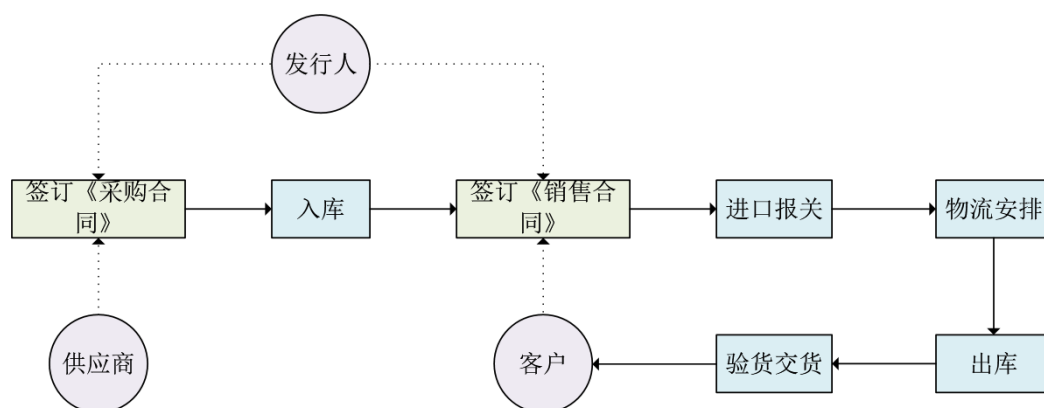 发行人
签订《采购合
同》
入库
签订《销售合
同》
进口报关
物流安排
供应商
客户
验货交货
出库